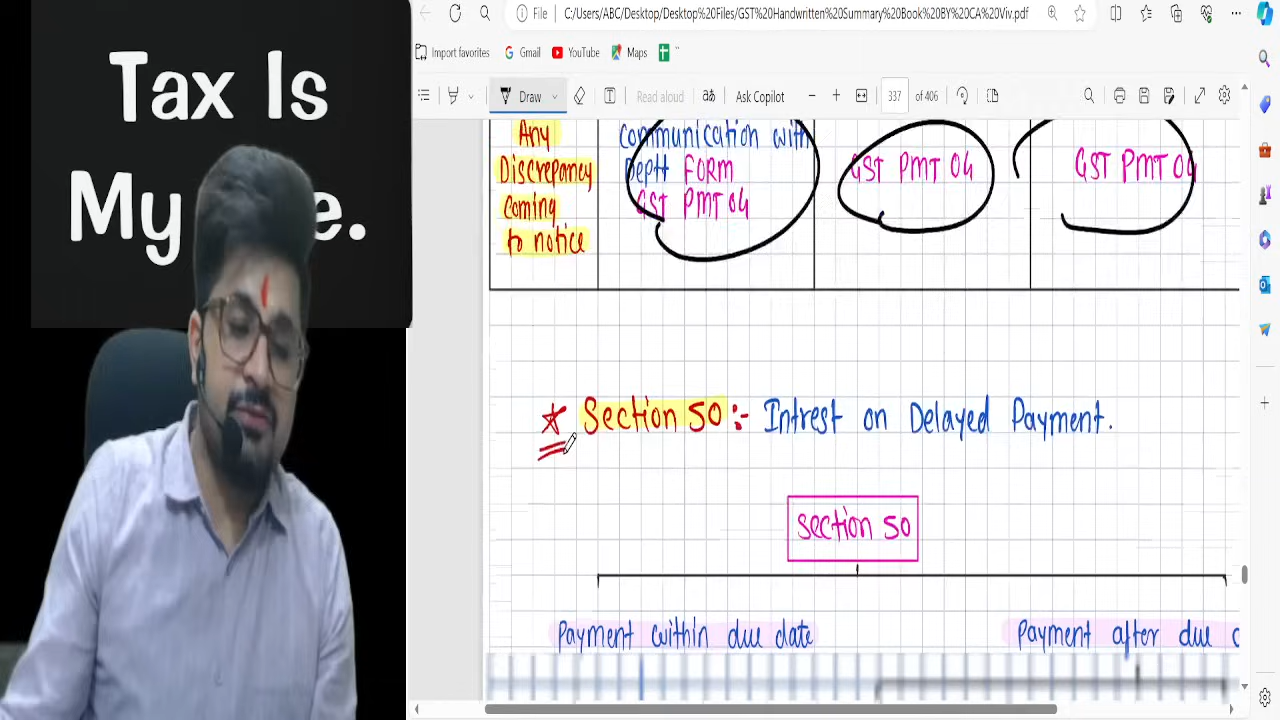 Tax Is
My e.
File C:/Users/ABC/Desktop/Desktop%20Files/GST%20Handwritten%20Summary%20Book%20BY%20CA%20Viv.pdf
Import favorites Gmail YouTube Maps
Draw Read aloud Ask Copilot 337 of 406
Any
Discrepancy
Coming
to notice
communication with
Deptt FORM
GST PMT 04
GST PMT 04
GST PMT 04
Section 50 :- Intrest on Delayed Payment.
Section 50
Payment within due date
Payment after due